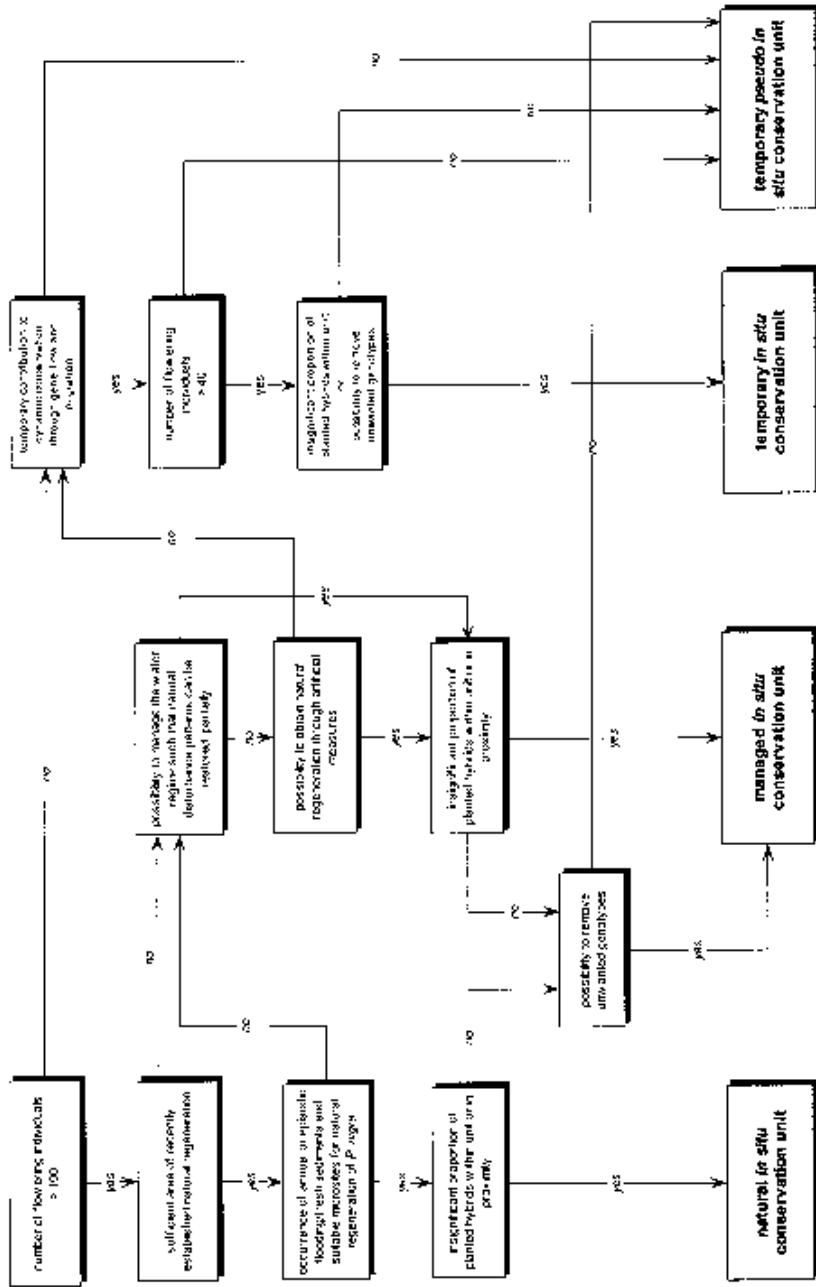 number of flowering individuals
> 100
no
yes
sufficient area of recently
established natural regeneration
no
yes
occurrence of annual or episodic
flooding/fresh sediments and
suitable microsites for natural
regeneration of P. nigra
no
yes
insignificant proportion of
planted hybrids within unit or in
proximity
no
yes
natural in situ
conservation unit
possibility to manage the water
regime such that natural
disturbance patterns can be
restored partially
yes
no
possibility to obtain natural
regeneration through artificial
measures
no
yes
insignificant proportion of
planted hybrids within unit or in
proximity
no
yes
possibility to remove
unwanted genotypes
no
yes
managed in situ
conservation unit
temporary contribution to
dynamic conservation
through gene flow and
migration
no
yes
number of flowering
individuals
> 40
no
yes
insignificant proportion of
planted hybrids within unit
or
possibility to remove
unwanted genotypes
no
yes
temporary in situ
conservation unit
temporary pseudo in
situ conservation unit